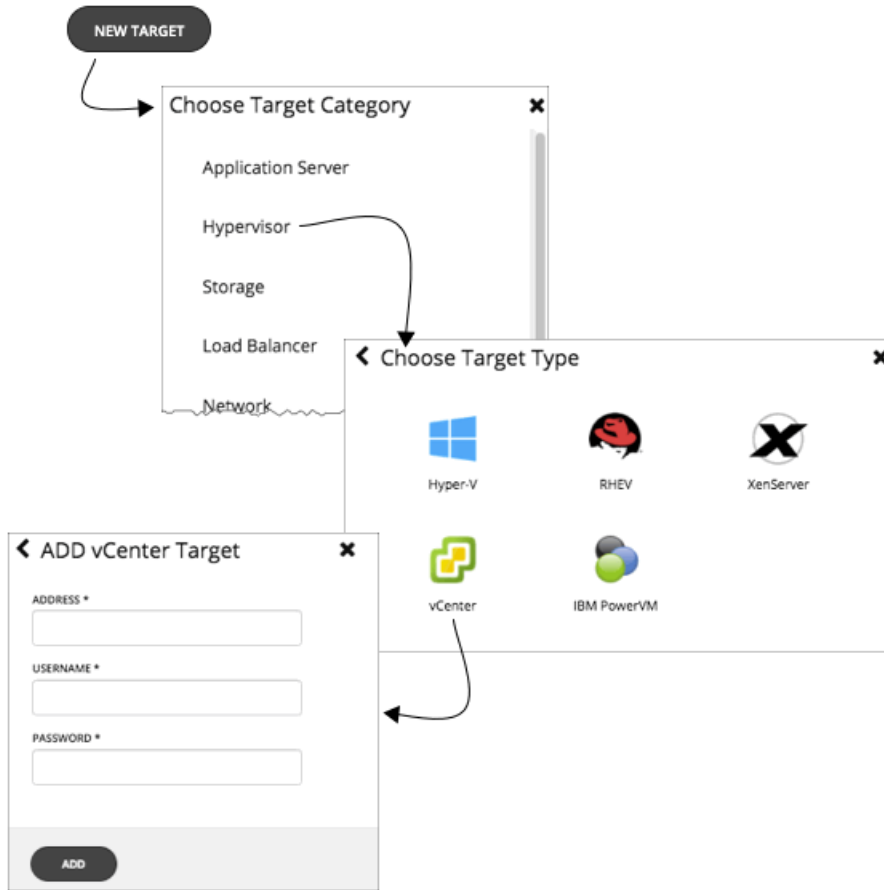 NEW TARGET
Choose Target Category
Application Server
Hypervisor
Storage
Load Balancer
Network
Choose Target Type
Hyper-V
RHEV
XenServer
vCenter
IBM PowerVM
ADD vCenter Target
ADDRESS *
USERNAME *
PASSWORD *
ADD